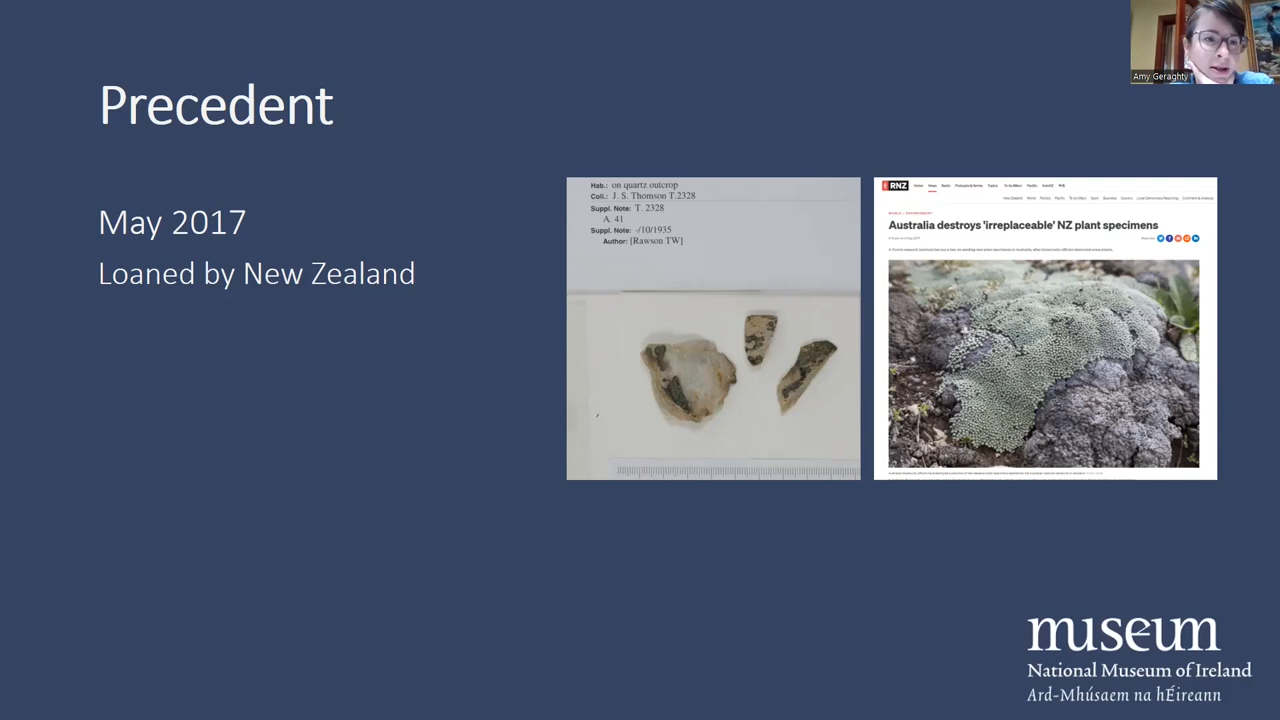 Amy Geraghty
Precedent
May 2017
Loaned by New Zealand
Hab.: on quartz outcrop
Coll.: J. S. Thomson T.2328
Suppl. Note: T. 2328
A. 41
Suppl. Note: -/10/1935
Author: [Rawson TW]
RNZ
Australia destroys 'irreplaceable' NZ plant specimens
museum
National Museum of Ireland
Ard-Mhúsaem na hÉireann